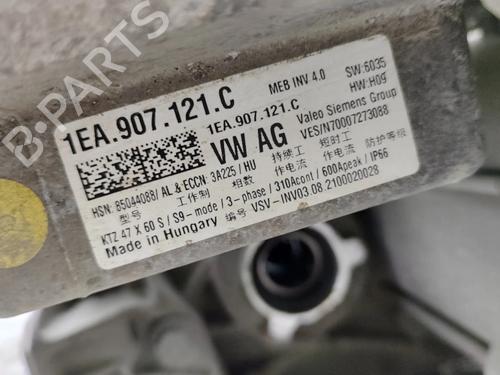 B-PARTS
1EA.907.121.C
MEB INV 4.0
SW:6035
HW:H09
1EA.907.121.C
VW AG
Valeo Siemens Group
VES/N70007273088
HSN: 85044088/ AL & ECCN: 3A225 / HU
型号 工作制 相数 持续工作电流 短时工作电流 防护等级
KTZ 47 X 60 S / S9-mode / 3-phase / 310Acont / 600Apeak / IP66
Made in Hungary
编号 VSV-INV03.08.2100020028